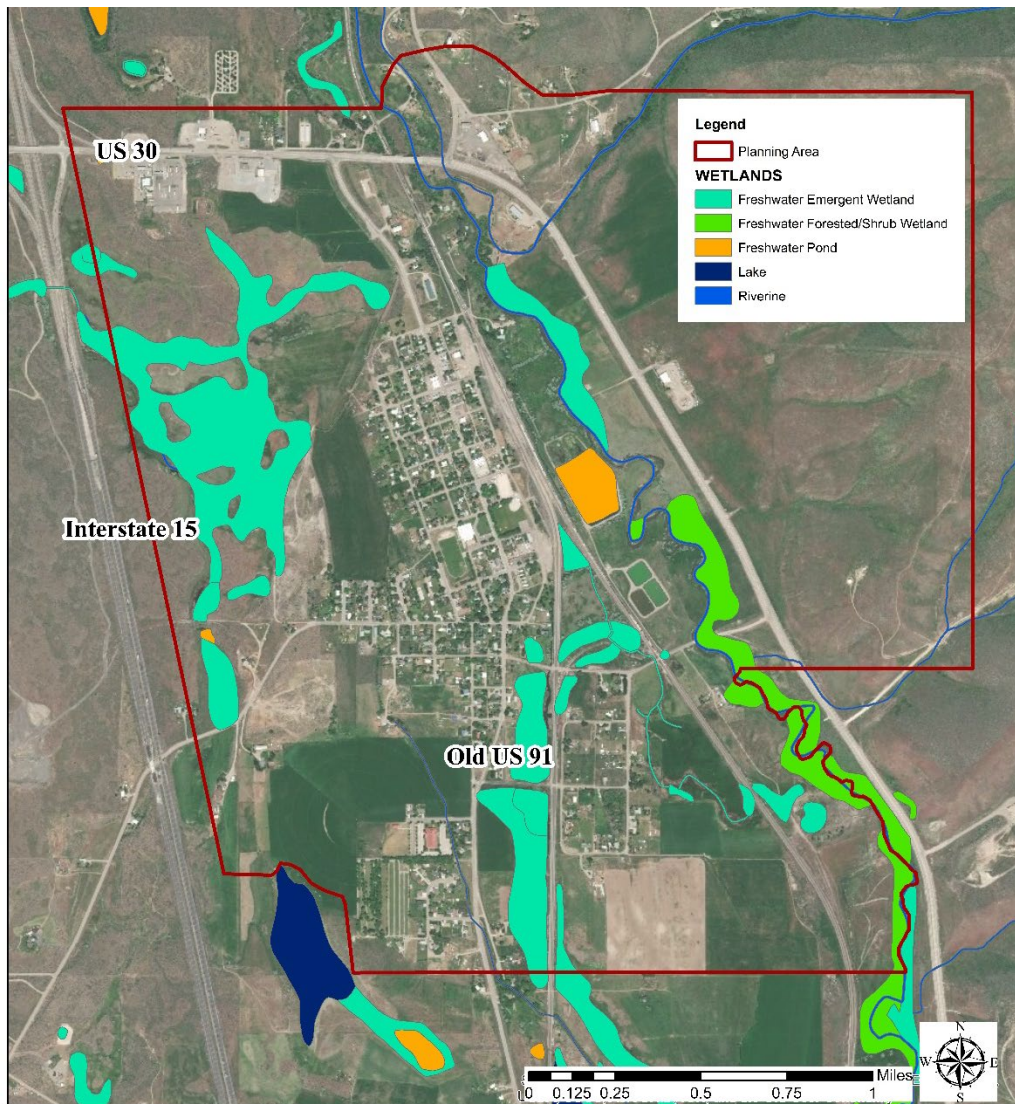 US 30
Legend
Planning Area
WETLANDS
Freshwater Emergent Wetland
Freshwater Forested/Shrub Wetland
Freshwater Pond
Lake
Riverine
Interstate 15
Old US 91
Miles
0 0.125 0.25 0.5 0.75 1
N
W E
S